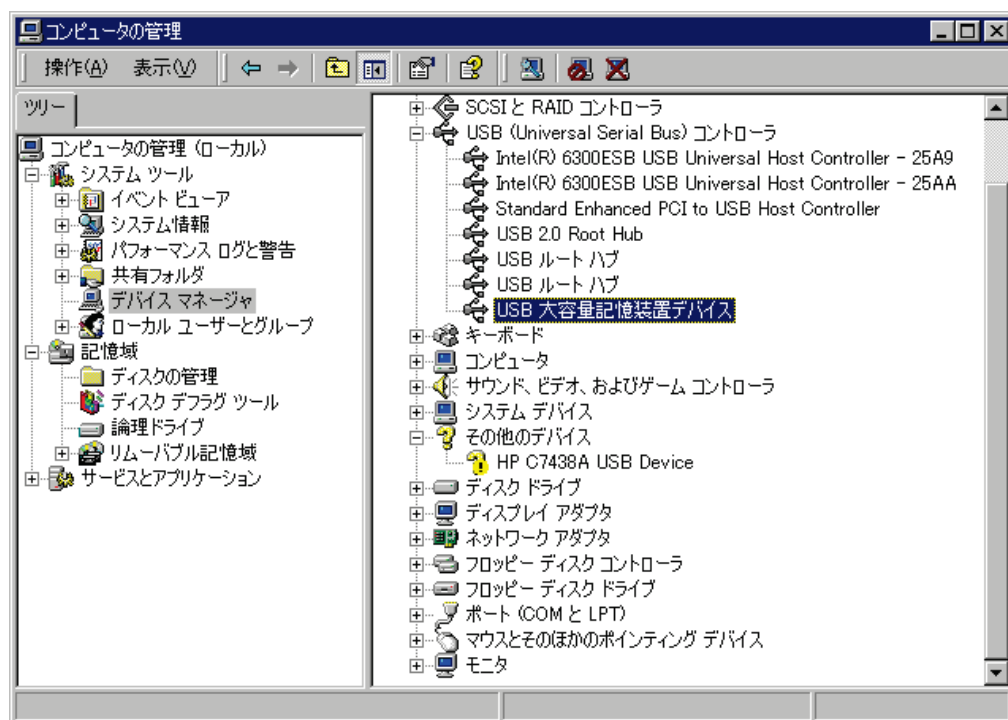 コンピュータの管理
操作(A) 表示(V)
ツリー
コンピュータの管理 (ローカル)
システム ツール
イベント ビューア
システム情報
パフォーマンス ログと警告
共有フォルダ
デバイス マネージャ
ローカル ユーザーとグループ
記憶域
ディスクの管理
ディスク デフラグ ツール
論理ドライブ
リムーバブル記憶域
サービスとアプリケーション
SCSI と RAID コントローラ
USB (Universal Serial Bus) コントローラ
Intel(R) 6300ESB USB Universal Host Controller - 25A9
Intel(R) 6300ESB USB Universal Host Controller - 25AA
Standard Enhanced PCI to USB Host Controller
USB 2.0 Root Hub
USB ルート ハブ
USB ルート ハブ
USB 大容量記憶装置デバイス
キーボード
コンピュータ
サウンド、ビデオ、およびゲーム コントローラ
システム デバイス
その他のデバイス
HP C7438A USB Device
ディスク ドライブ
ディスプレイ アダプタ
ネットワーク アダプタ
フロッピー ディスク コントローラ
フロッピー ディスク ドライブ
ポート (COM と LPT)
マウスとそのほかのポインティング デバイス
モニタ